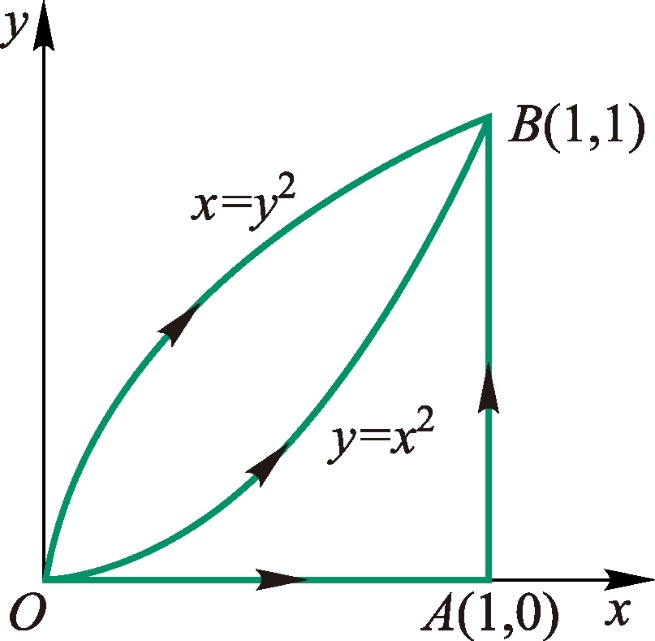 y
B(1,1)
x=y²
y=x²
O
A(1,0)
x